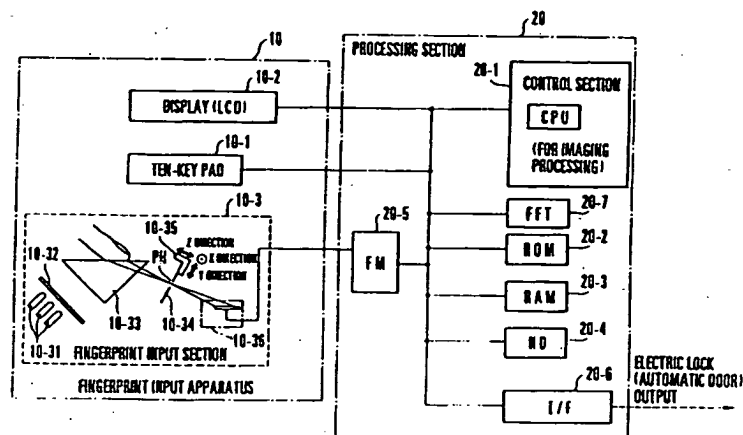 20
PROCESSING SECTION
10
10-2
DISPLAY (LCD)
10-1
TEN-KEY PAD
20-1
CONTROL SECTION
CPU
(FOR IMAGING
PROCESSING)
10-3
10-35
Z DIRECTION
X DIRECTION
Y DIRECTION
PH
10-32
10-33
10-34
10-36
10-31
FINGERPRINT INPUT SECTION
FINGERPRINT INPUT APPARATUS
20-5
FM
20-7
FFT
20-2
ROM
20-3
RAM
20-4
HD
20-6
I/F
ELECTRIC LOCK
(AUTOMATIC DOOR)
OUTPUT